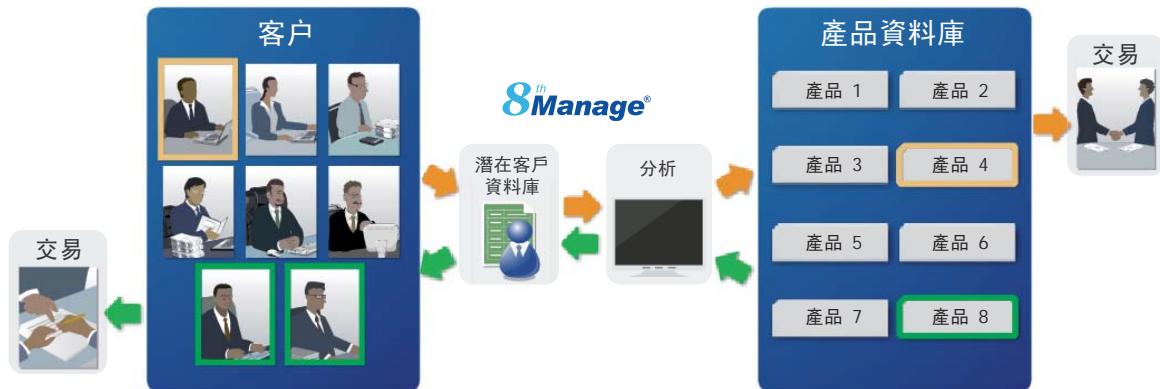 客户
產品資料庫
交易
8th Manage®
產品 1
產品 2
潛在客戶
資料庫
分析
產品 3
產品 4
交易
產品 5
產品 6
產品 7
產品 8